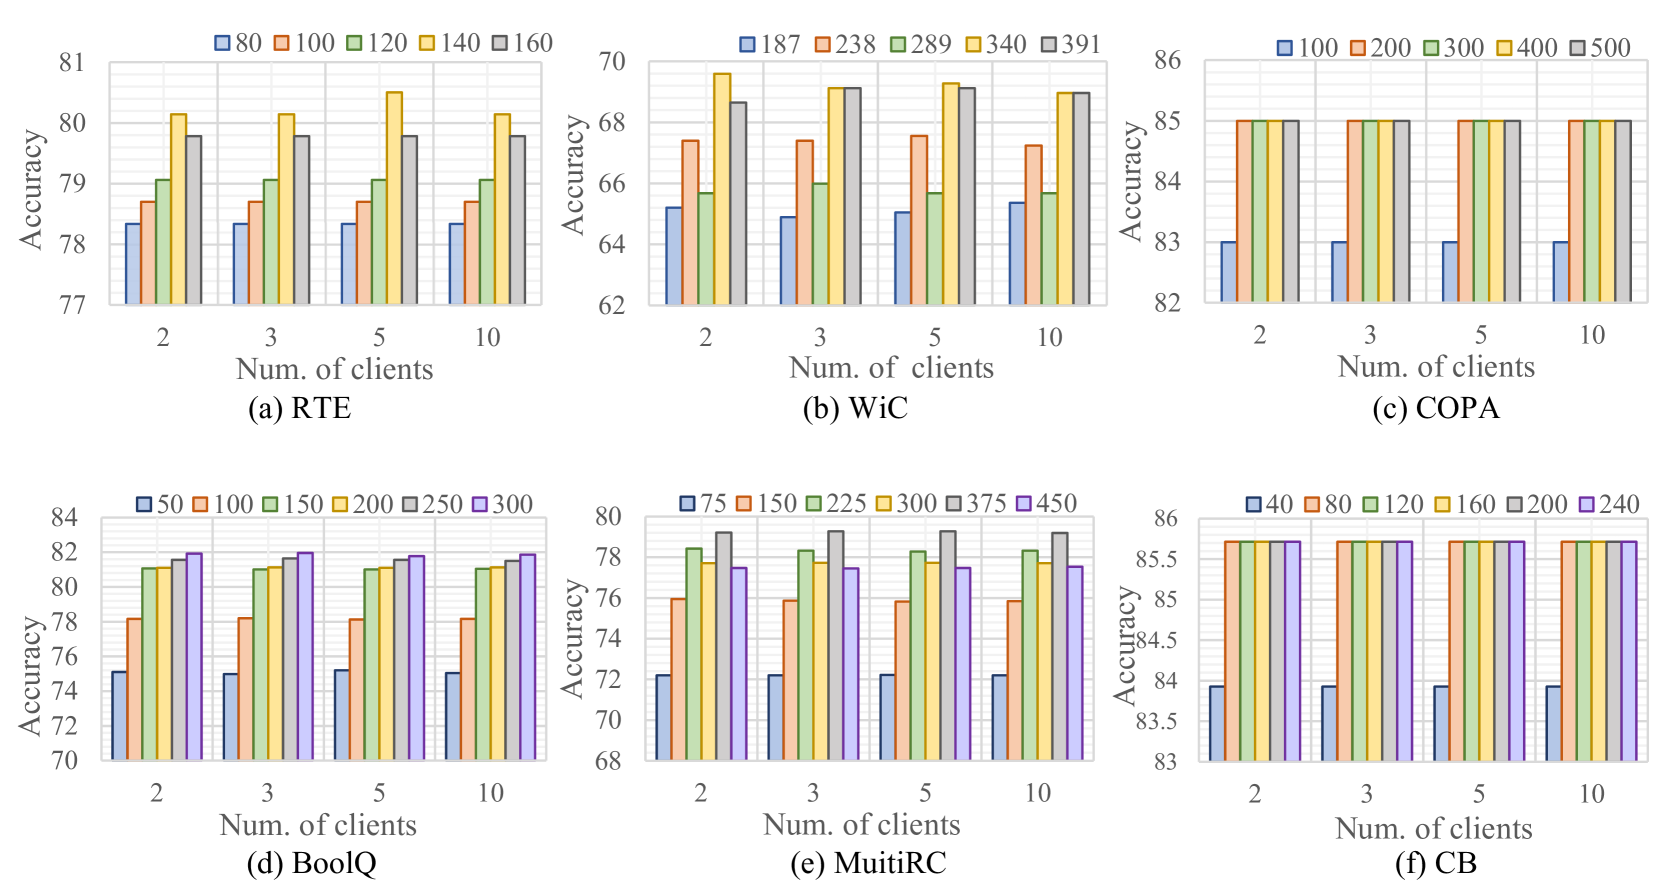 80 100 120 140 160
81
80
79
78
77
Accuracy
2 3 5 10
Num. of clients
(a) RTE
187 238 289 340 391
70
68
66
64
62
Accuracy
2 3 5 10
Num. of clients
(b) WiC
100 200 300 400 500
86
85
84
83
82
Accuracy
2 3 5 10
Num. of clients
(c) COPA
50 100 150 200 250 300
84
82
80
78
76
74
72
70
Accuracy
2 3 5 10
Num. of clients
(d) BoolQ
75 150 225 300 375 450
80
78
76
74
72
70
68
Accuracy
2 3 5 10
Num. of clients
(e) MuitiRC
40 80 120 160 200 240
86
85.5
85
84.5
84
83.5
83
Accuracy
2 3 5 10
Num. of clients
(f) CB